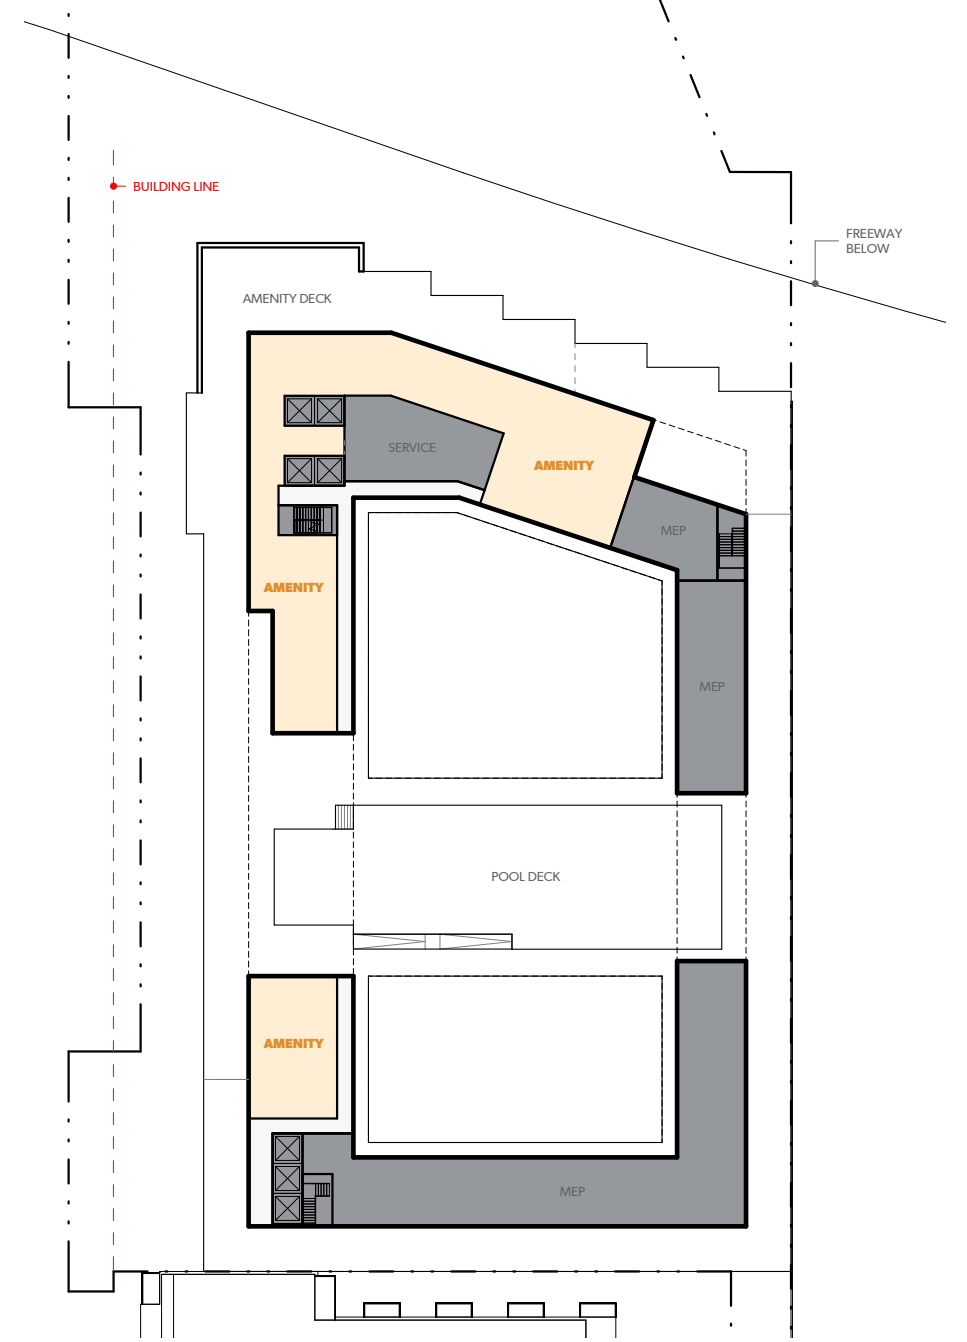 BUILDING LINE
FREEWAY
BELOW
AMENITY DECK
SERVICE
AMENITY
MEP
AMENITY
MEP
POOL DECK
AMENITY
MEP